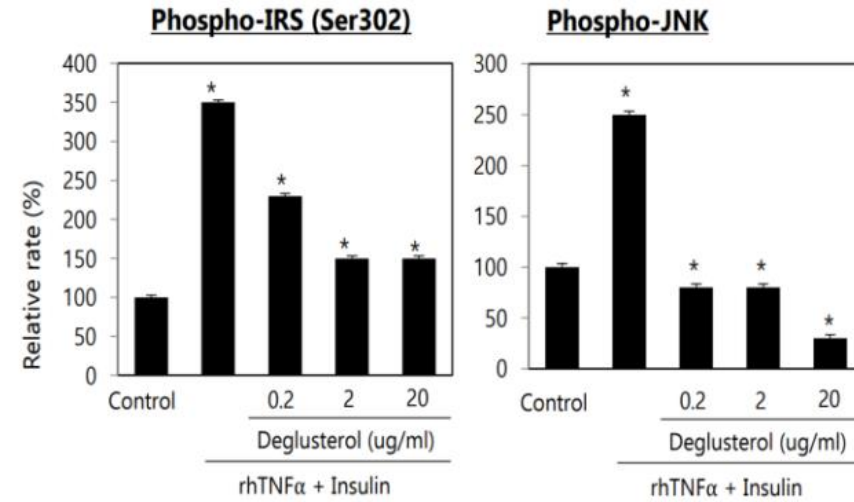 Phospho-IRS (Ser302)
Relative rate (%)
400
350
300
250
200
150
100
50
0
*
*
*
*
Control
0.2 2 20
Deglusterol (ug/ml)
rhTNFα + Insulin
Phospho-JNK
300
250
200
150
100
50
0
*
*
*
*
Control
0.2 2 20
Deglusterol (ug/ml)
rhTNFα + Insulin